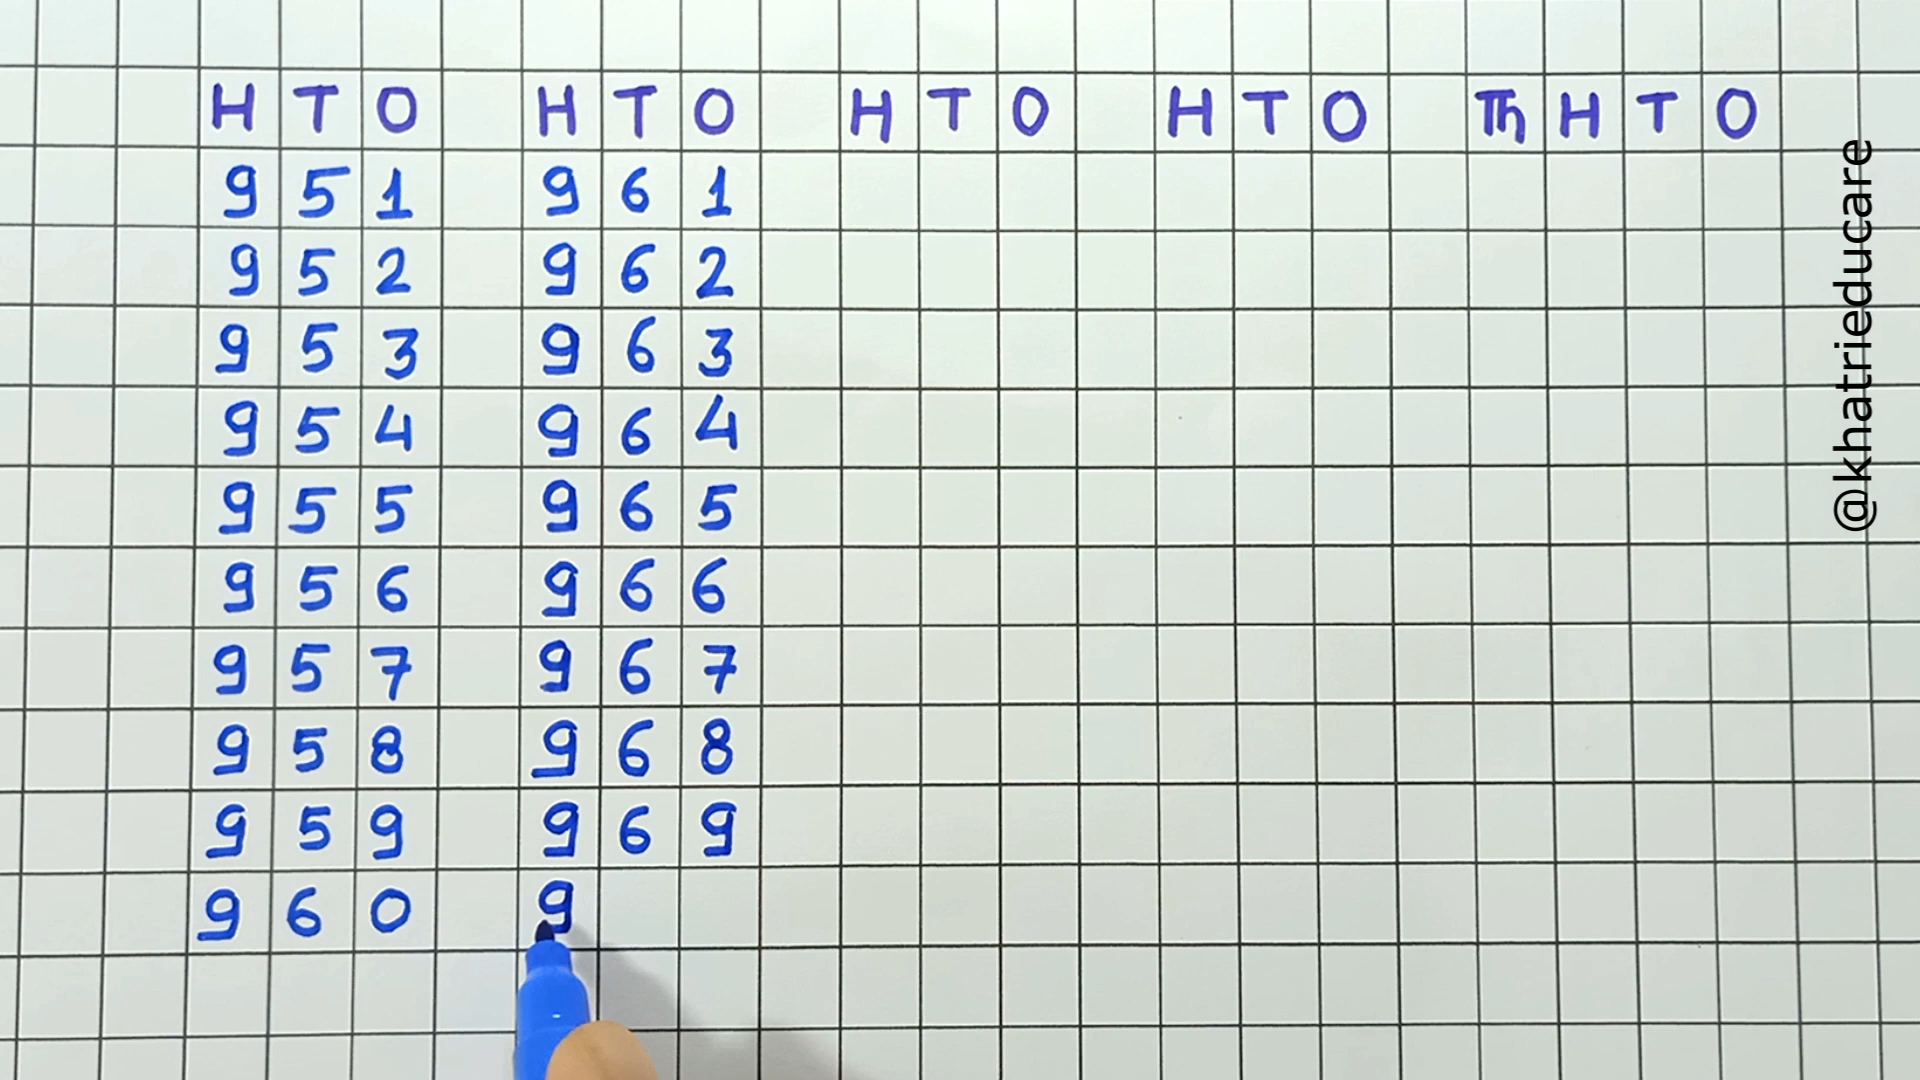 H T O H T O H T O H T O Th H T O
9 5 1 9 6 1
9 5 2 9 6 2
9 5 3 9 6 3
9 5 4 9 6 4
9 5 5 9 6 5
9 5 6 9 6 6
9 5 7 9 6 7
9 5 8 9 6 8
9 5 9 9 6 9
9 6 0 9
@khatrieducare